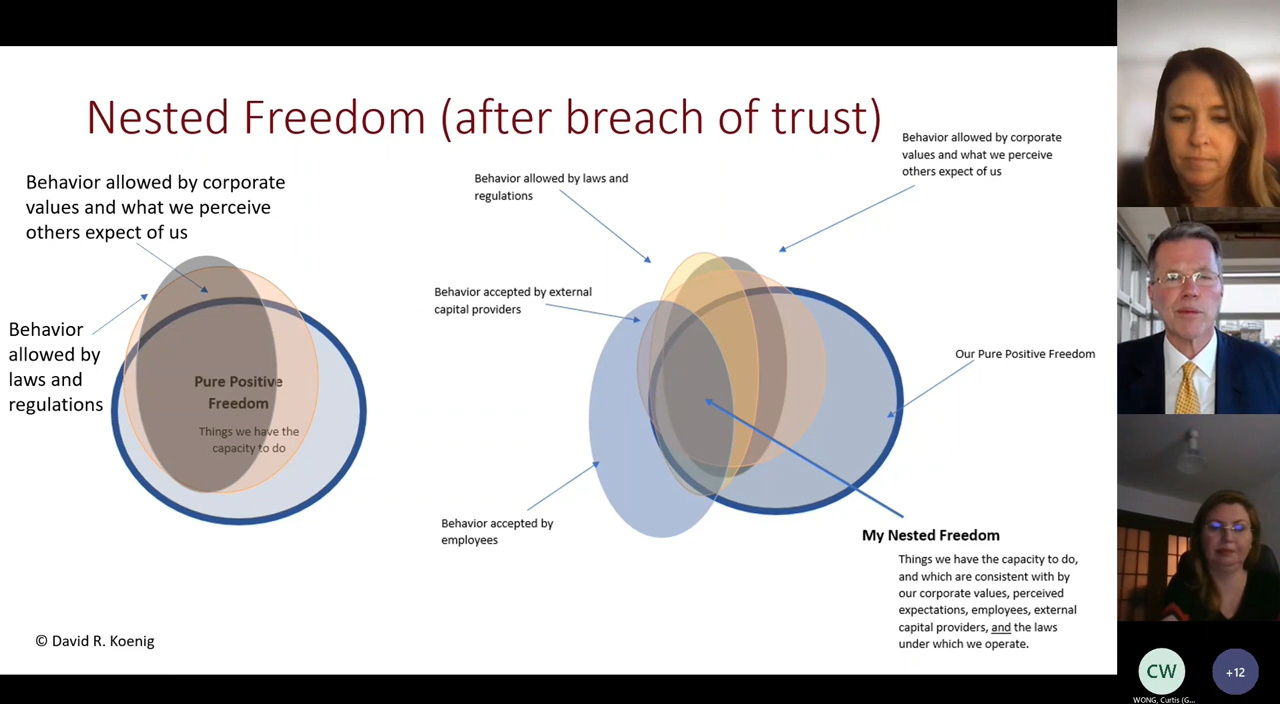 Nested Freedom (after breach of trust)
Behavior allowed by corporate
values and what we perceive
others expect of us
Behavior
allowed by
laws and
regulations
Pure Positive
Freedom
Things we have the
capacity to do
Behavior allowed by laws and
regulations
Behavior allowed by corporate
values and what we perceive
others expect of us
Behavior accepted by external
capital providers
Our Pure Positive Freedom
Behavior accepted by
employees
My Nested Freedom
Things we have the capacity to do,
and which are consistent with by
our corporate values, perceived
expectations, employees, external
capital providers, and the laws
under which we operate.
© David R. Koenig
CW
+12
WONG, Curtis (G...